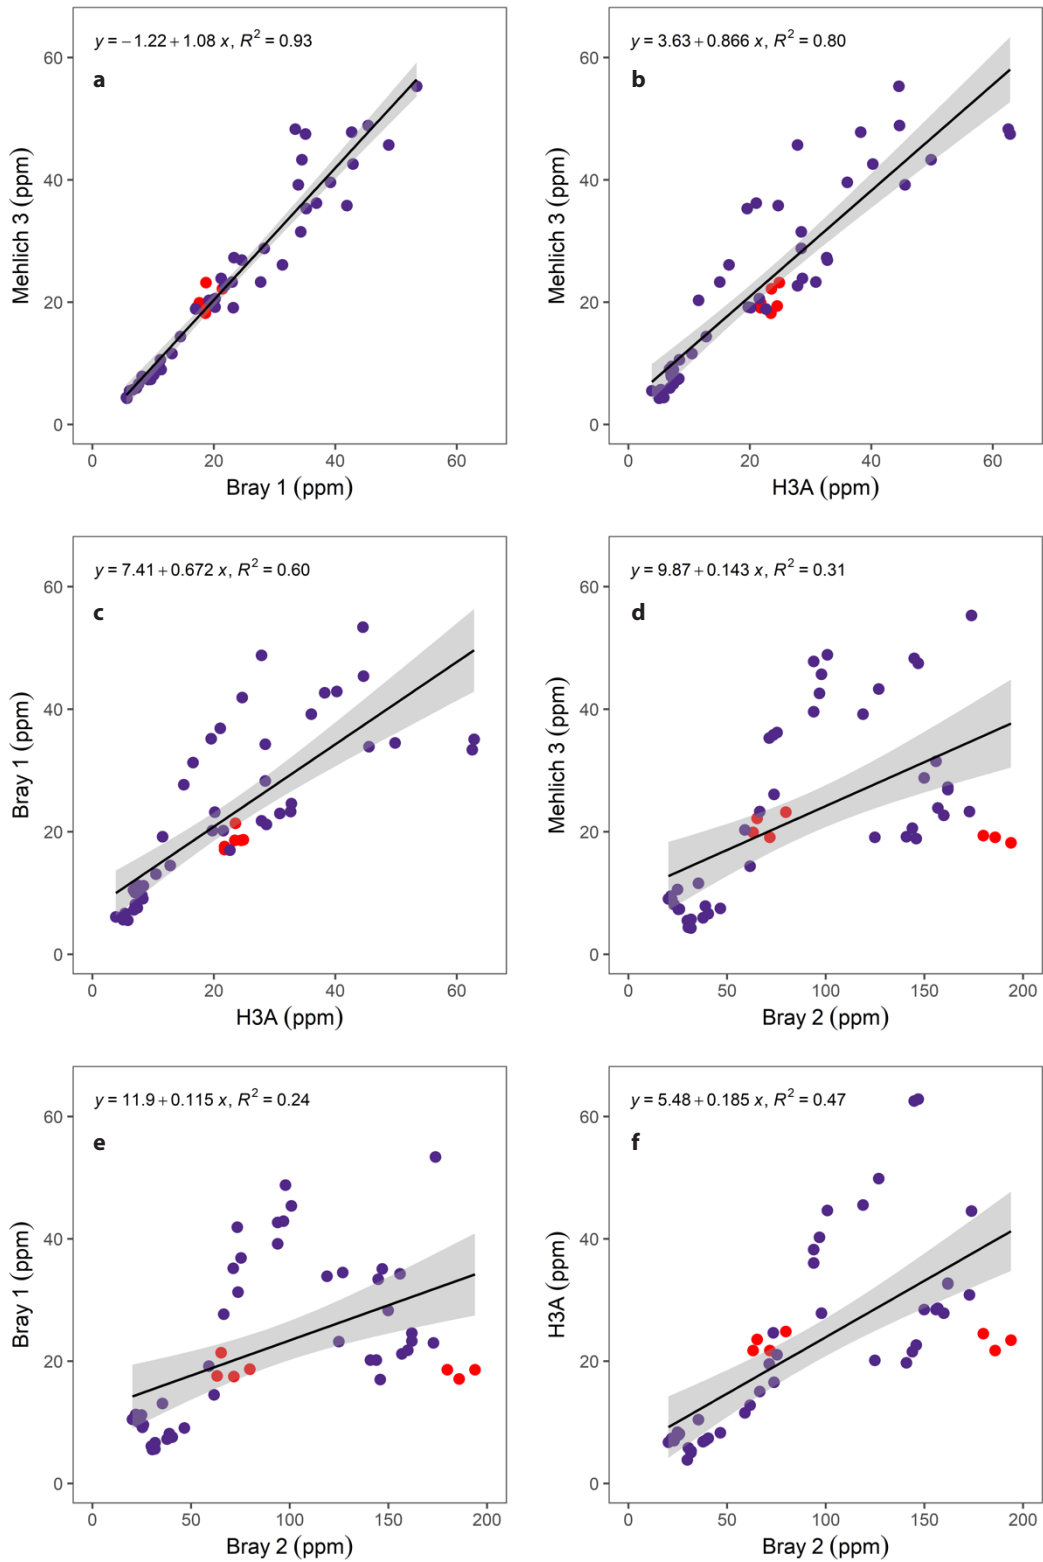 y = −1.22 + 1.08 x, R² = 0.93
a
60
40
20
0
Mehlich 3 (ppm)
0 20 40 60
Bray 1 (ppm)
y = 3.63 + 0.866 x, R² = 0.80
b
60
40
20
0
Mehlich 3 (ppm)
0 20 40 60
H3A (ppm)
y = 7.41 + 0.672 x, R² = 0.60
c
60
40
20
0
Bray 1 (ppm)
0 20 40 60
H3A (ppm)
y = 9.87 + 0.143 x, R² = 0.31
d
60
40
20
0
Mehlich 3 (ppm)
0 50 100 150 200
Bray 2 (ppm)
y = 11.9 + 0.115 x, R² = 0.24
e
60
40
20
0
Bray 1 (ppm)
0 50 100 150 200
Bray 2 (ppm)
y = 5.48 + 0.185 x, R² = 0.47
f
60
40
20
0
H3A (ppm)
0 50 100 150 200
Bray 2 (ppm)